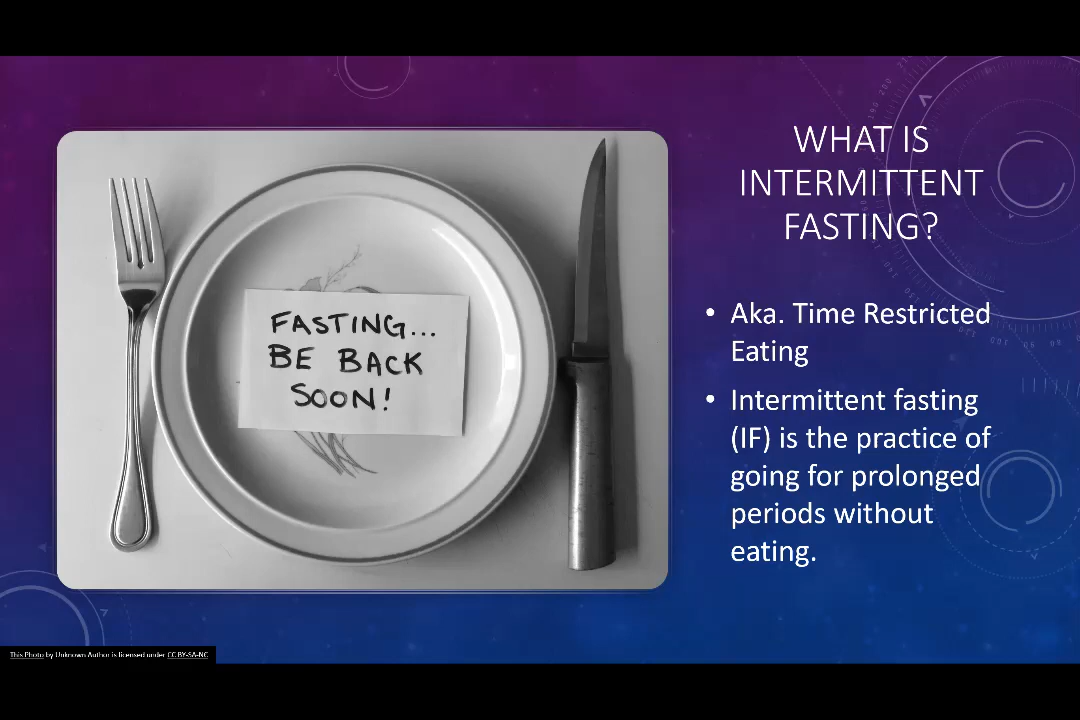 WHAT IS
INTERMITTENT
FASTING?
FASTING...
BE BACK
SOON!
• Aka. Time Restricted
Eating
• Intermittent fasting
(IF) is the practice of
going for prolonged
periods without
eating.
This Photo by Unknown Author is licensed under CC BY-SA-NC